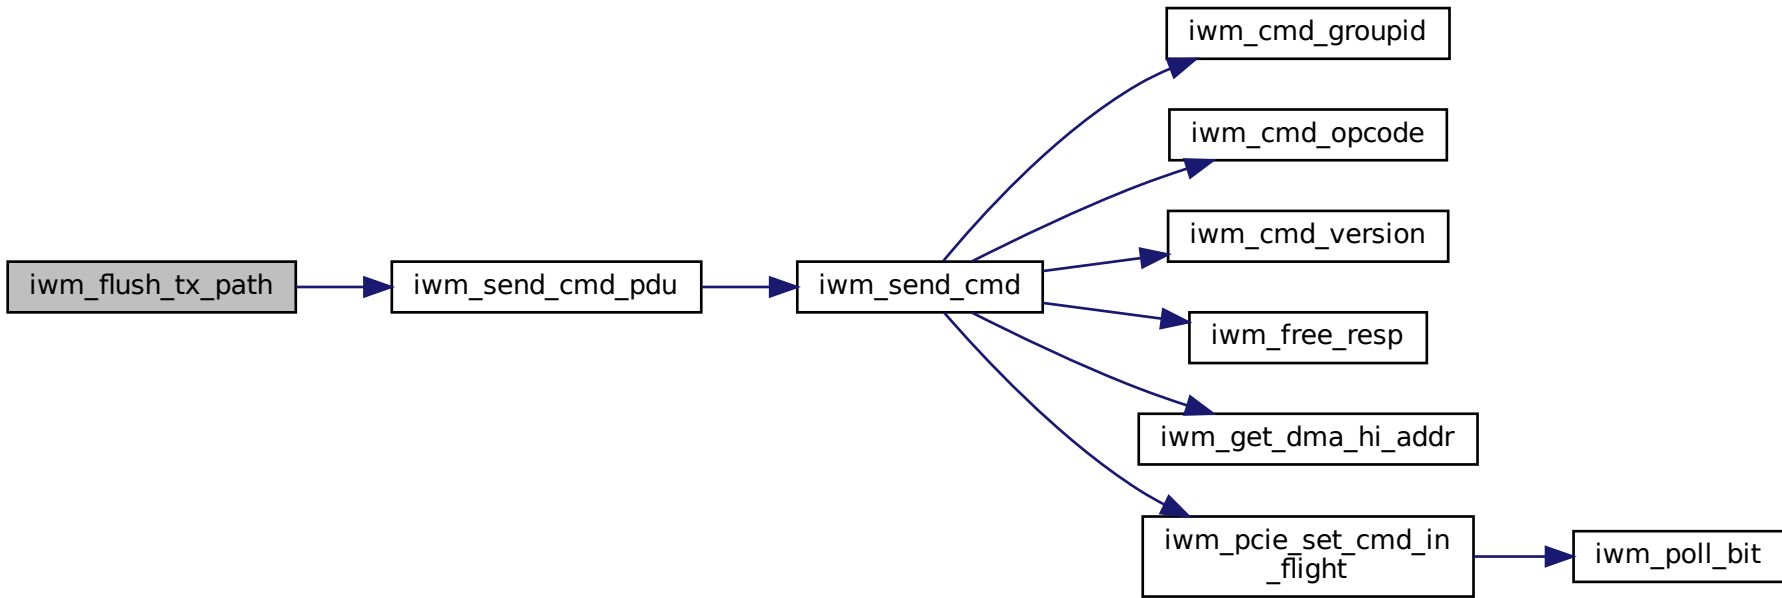 iwm_cmd_groupid
iwm_cmd_opcode
iwm_cmd_version
iwm_flush_tx_path
iwm_send_cmd_pdu
iwm_send_cmd
iwm_free_resp
iwm_get_dma_hi_addr
iwm_pcie_set_cmd_in
_flight
iwm_poll_bit